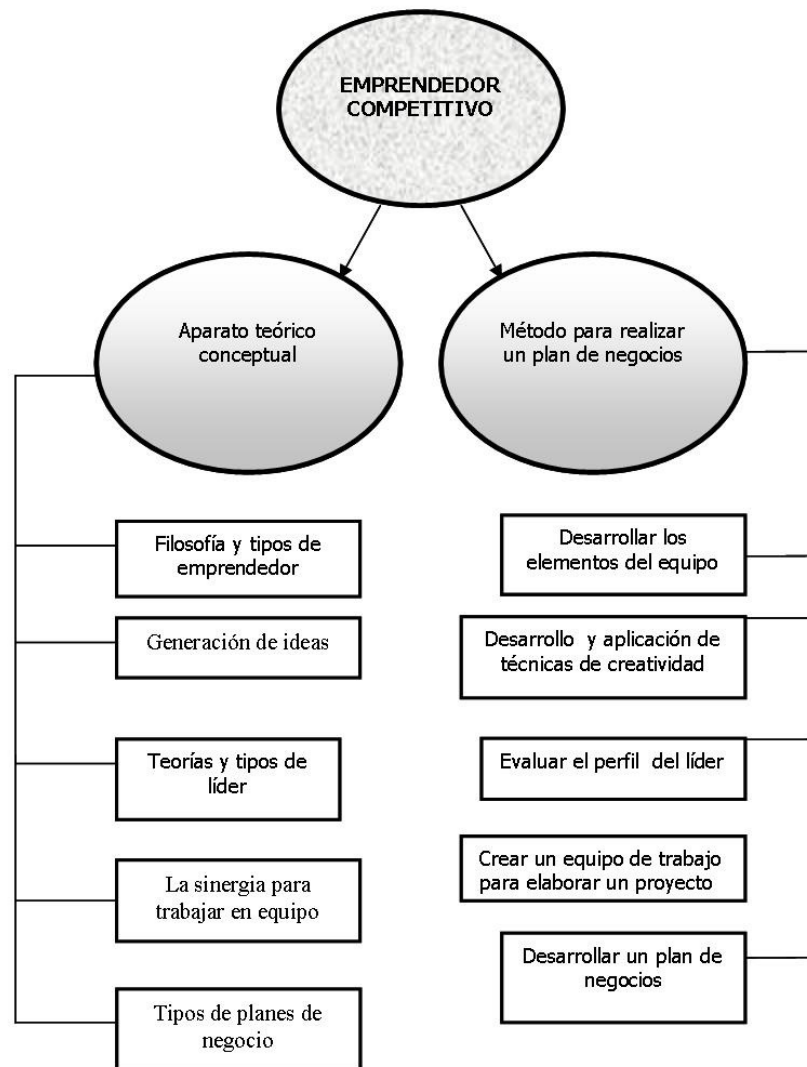 EMPRENDEDOR
COMPETITIVO
Aparato teórico
conceptual
Método para realizar
un plan de negocios
Filosofía y tipos de
emprendedor
Generación de ideas
Teorías y tipos de
líder
La sinergia para
trabajar en equipo
Tipos de planes de
negocio
Desarrollar los
elementos del equipo
Desarrollo y aplicación de
técnicas de creatividad
Evaluar el perfil del líder
Crear un equipo de trabajo
para elaborar un proyecto
Desarrollar un plan de
negocios